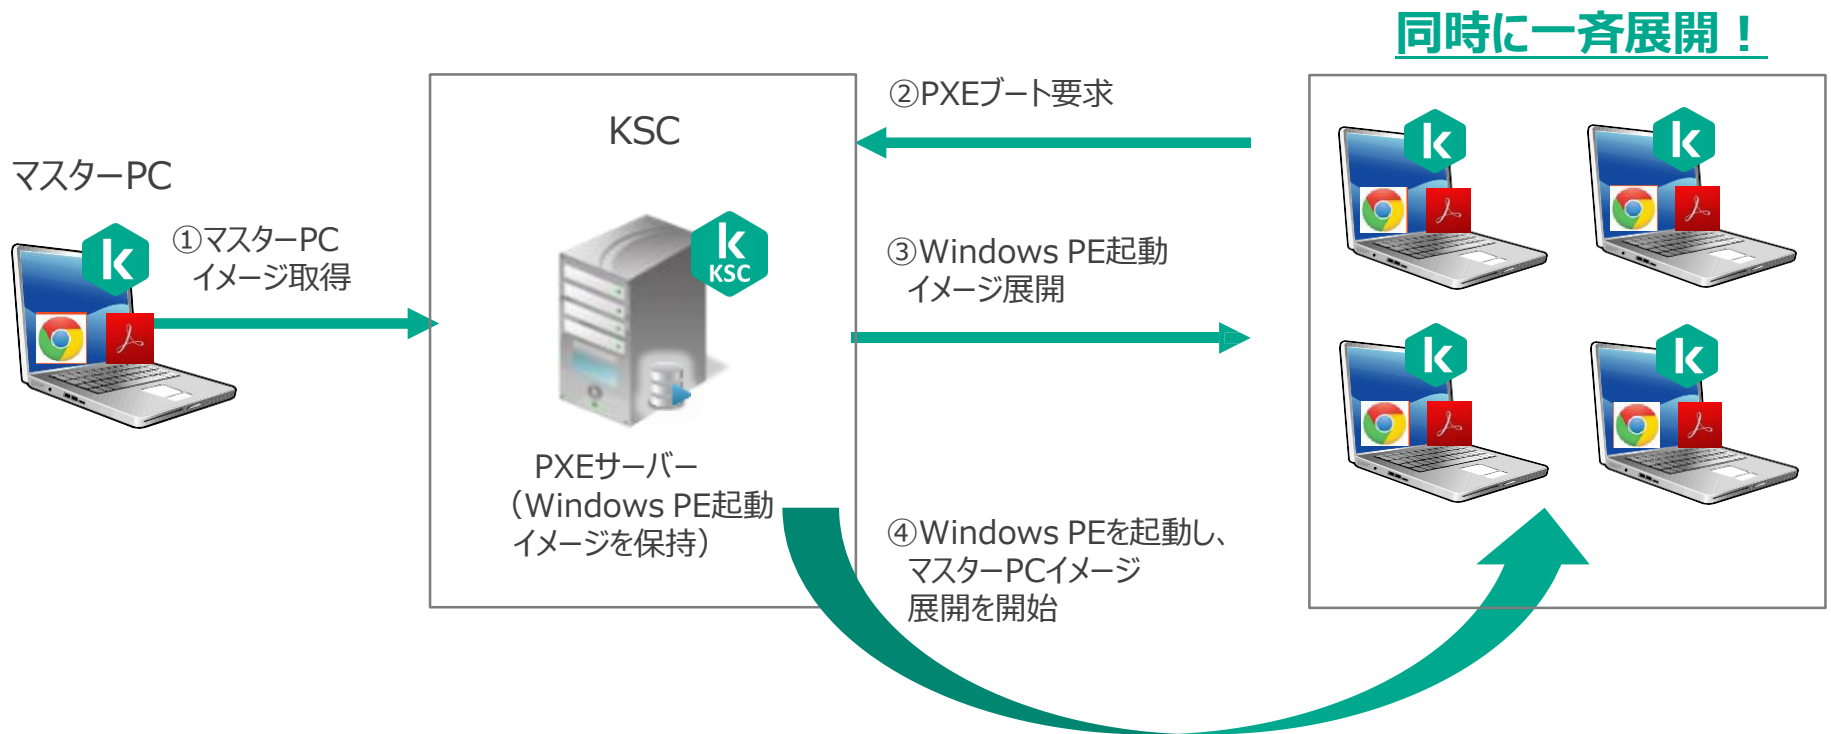 同時に一斉展開！
マスターPC
①マスターPC
イメージ取得
KSC
k
KSC
PXEサーバー
（Windows PE起動
イメージを保持）
②PXEブート要求
③Windows PE起動
イメージ展開
④Windows PEを起動し、
マスターPCイメージ
展開を開始
k
k
k
k
k